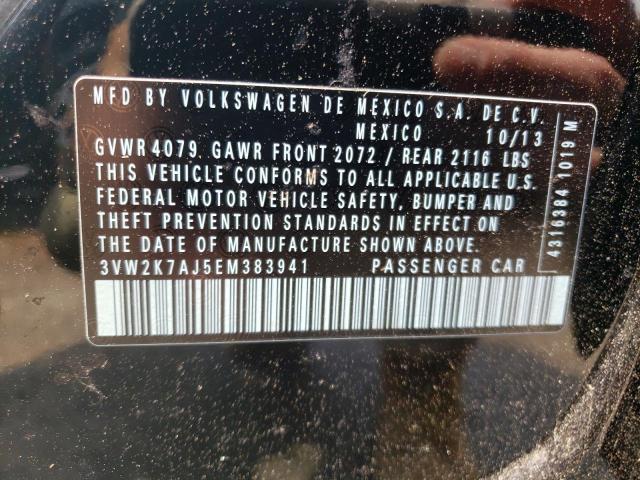 MFD BY VOLKSWAGEN DE MEXICO S.A. DE C.V.
MEXICO 10/13
GVWR 4079 GAWR FRONT 2072 / REAR 2116 LBS
THIS VEHICLE CONFORMS TO ALL APPLICABLE U.S.
FEDERAL MOTOR VEHICLE SAFETY, BUMPER AND
THEFT PREVENTION STANDARDS IN EFFECT ON
THE DATE OF MANUFACTURE SHOWN ABOVE.
3VW2K7AJ5EM383941 PASSENGER CAR
4316384 1019 M